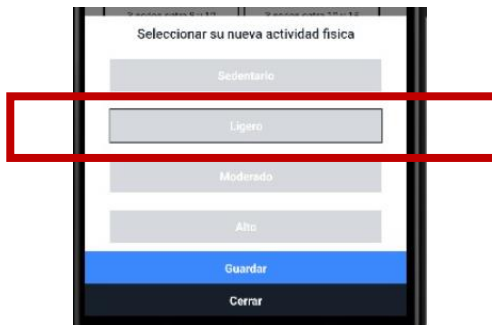 Seleccionar su nueva actividad fisica
Sedentario
Ligero
Moderado
Alto
Guardar
Cerrar